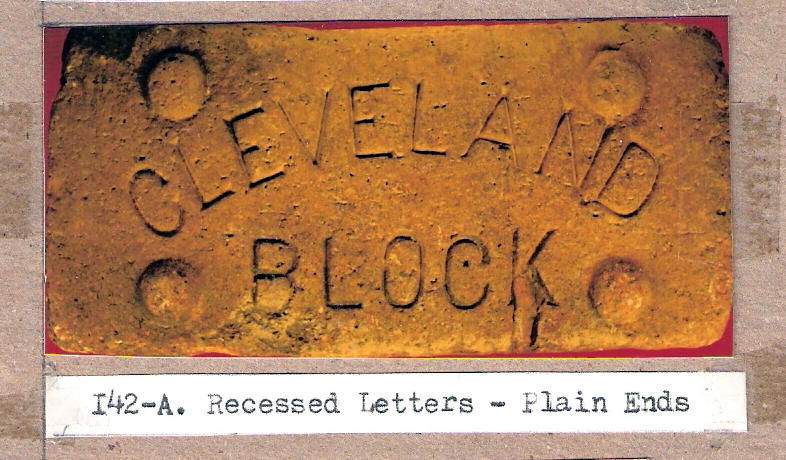 CLEVELAND
BLOCK
142-A. Recessed Letters - Plain Ends